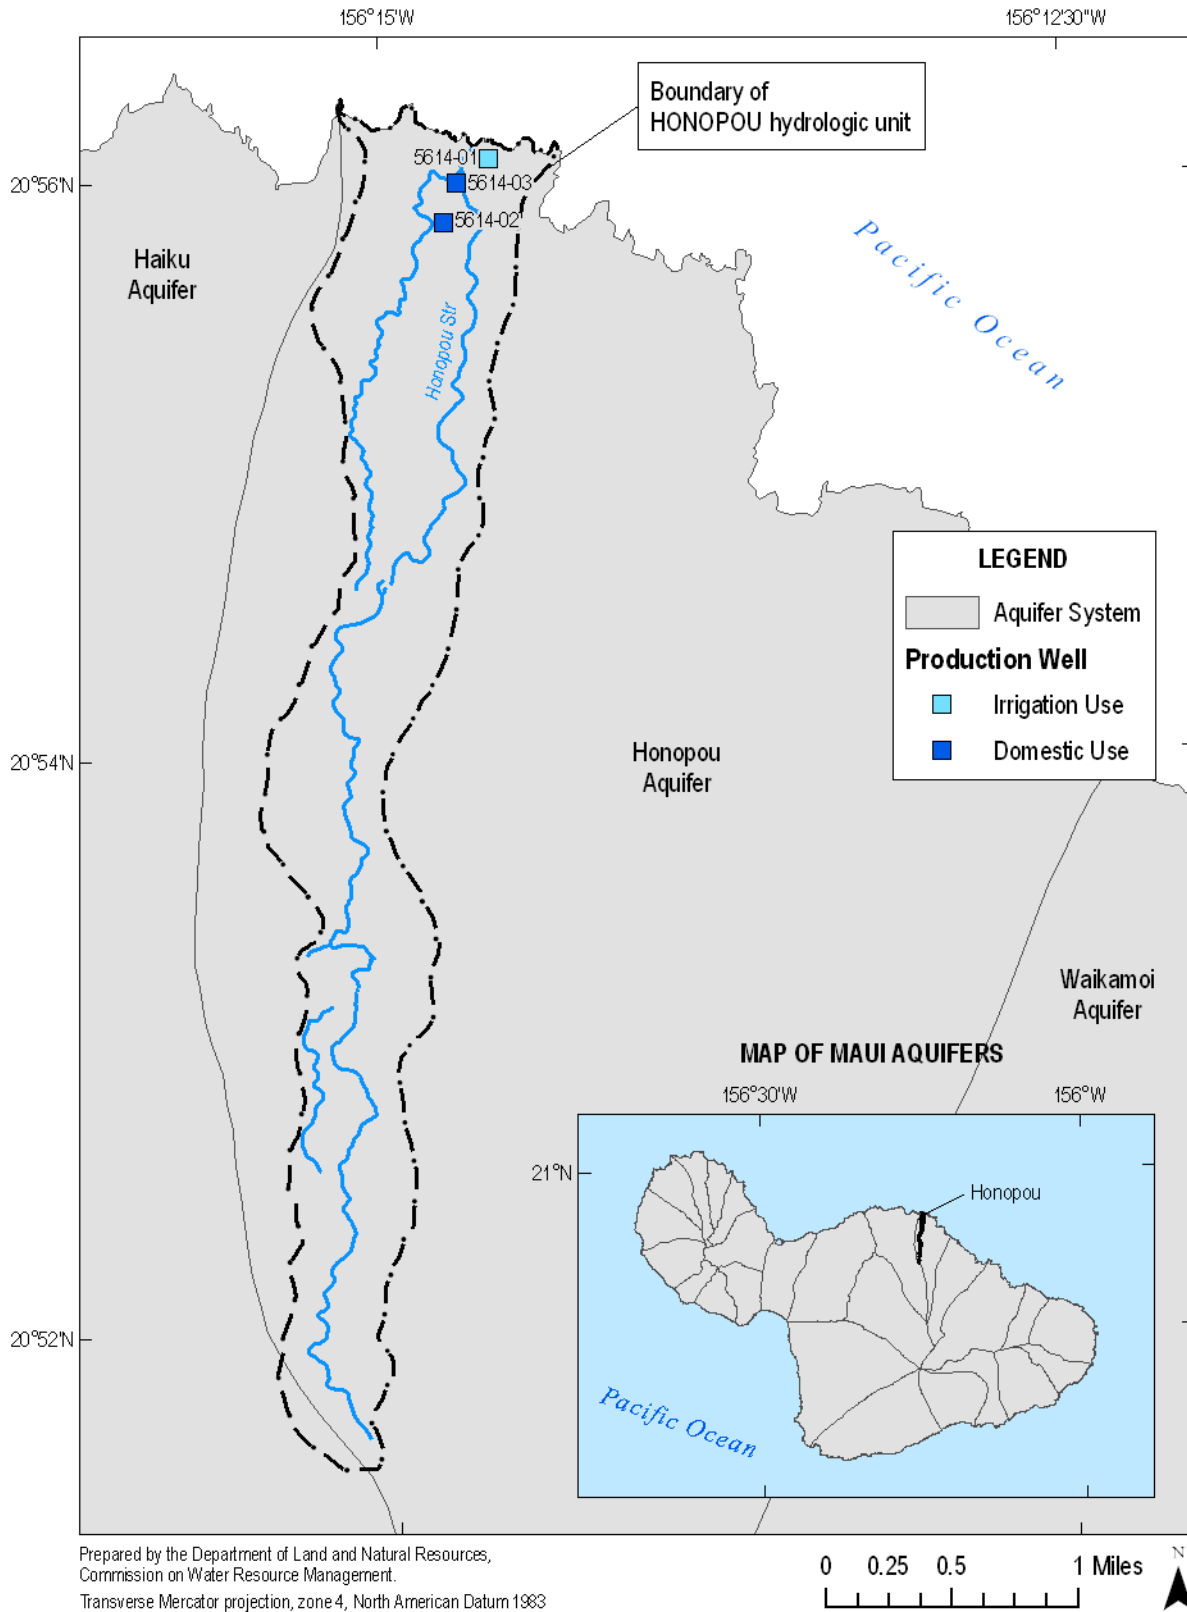 156°15'W
156°12'30"W
Boundary of
HONOPOU hydrologic unit
5614-01
5614-03
5614-02
20°56'N
Haiku
Aquifer
Pacific Ocean
Honopou Str
LEGEND
Aquifer System
Production Well
Irrigation Use
Domestic Use
20°54'N
Honopou
Aquifer
Waikamoi
Aquifer
MAP OF MAUI AQUIFERS
156°30'W
156°W
21°N
Honopou
20°52'N
Pacific Ocean
Prepared by the Department of Land and Natural Resources,
Commission on Water Resource Management.
Transverse Mercator projection, zone 4, North American Datum 1983
0 0.25 0.5 1 Miles
N